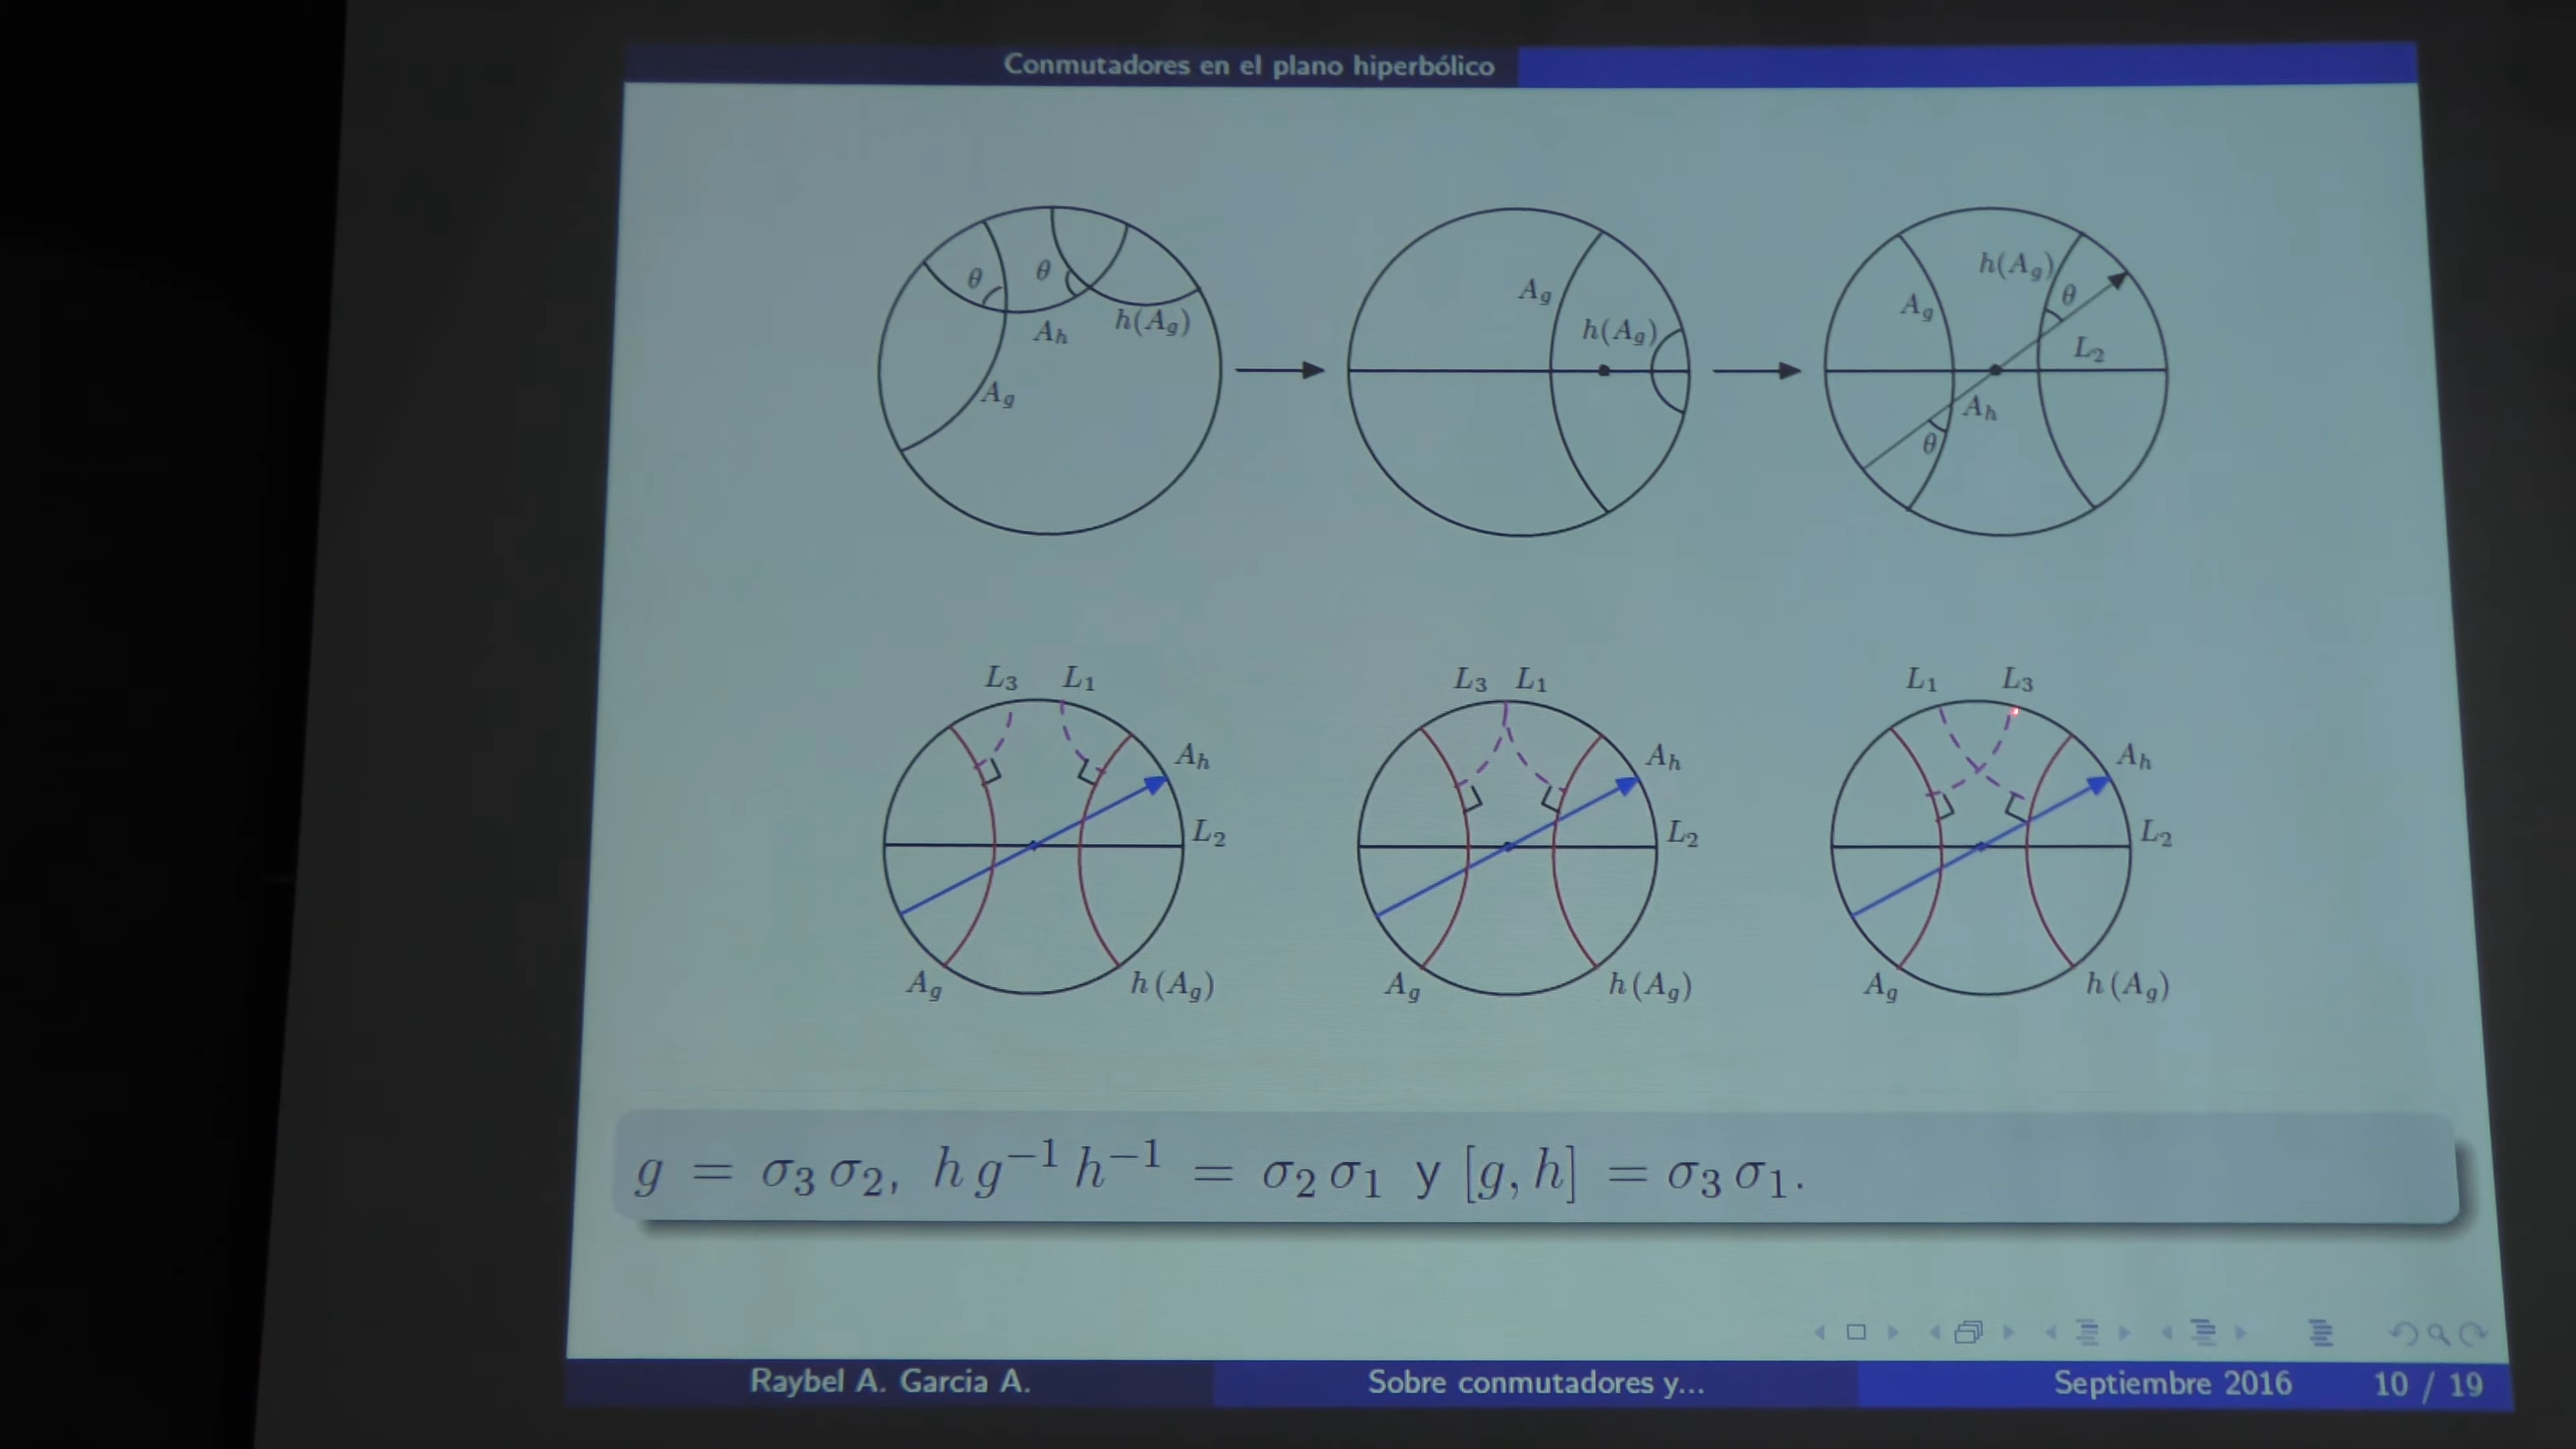 Conmutadores en el plano hiperbólico
θ θ A_h h(A_g) A_g
A_g h(A_g)
h(A_g) θ A_g L_2 A_h θ
L_3 L_1 A_h L_2 A_g h(A_g)
L_3 L_1 A_h L_2 A_g h(A_g)
L_1 L_3 A_h L_2 A_g h(A_g)
g = σ_3 σ_2, h g^{-1} h^{-1} = σ_2 σ_1 y [g, h] = σ_3 σ_1.
Raybel A. Garcia A. Sobre conmutadores y... Septiembre 2016 10 / 19